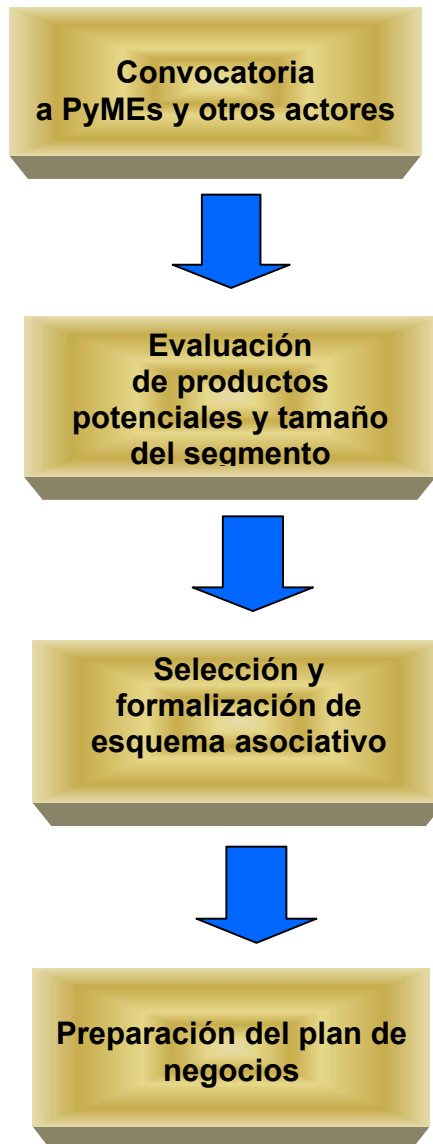 Convocatoria
a PyMEs y otros actores
Evaluación
de productos
potenciales y tamaño
del segmento
Selección y
formalización de
esquema asociativo
Preparación del plan de
negocios